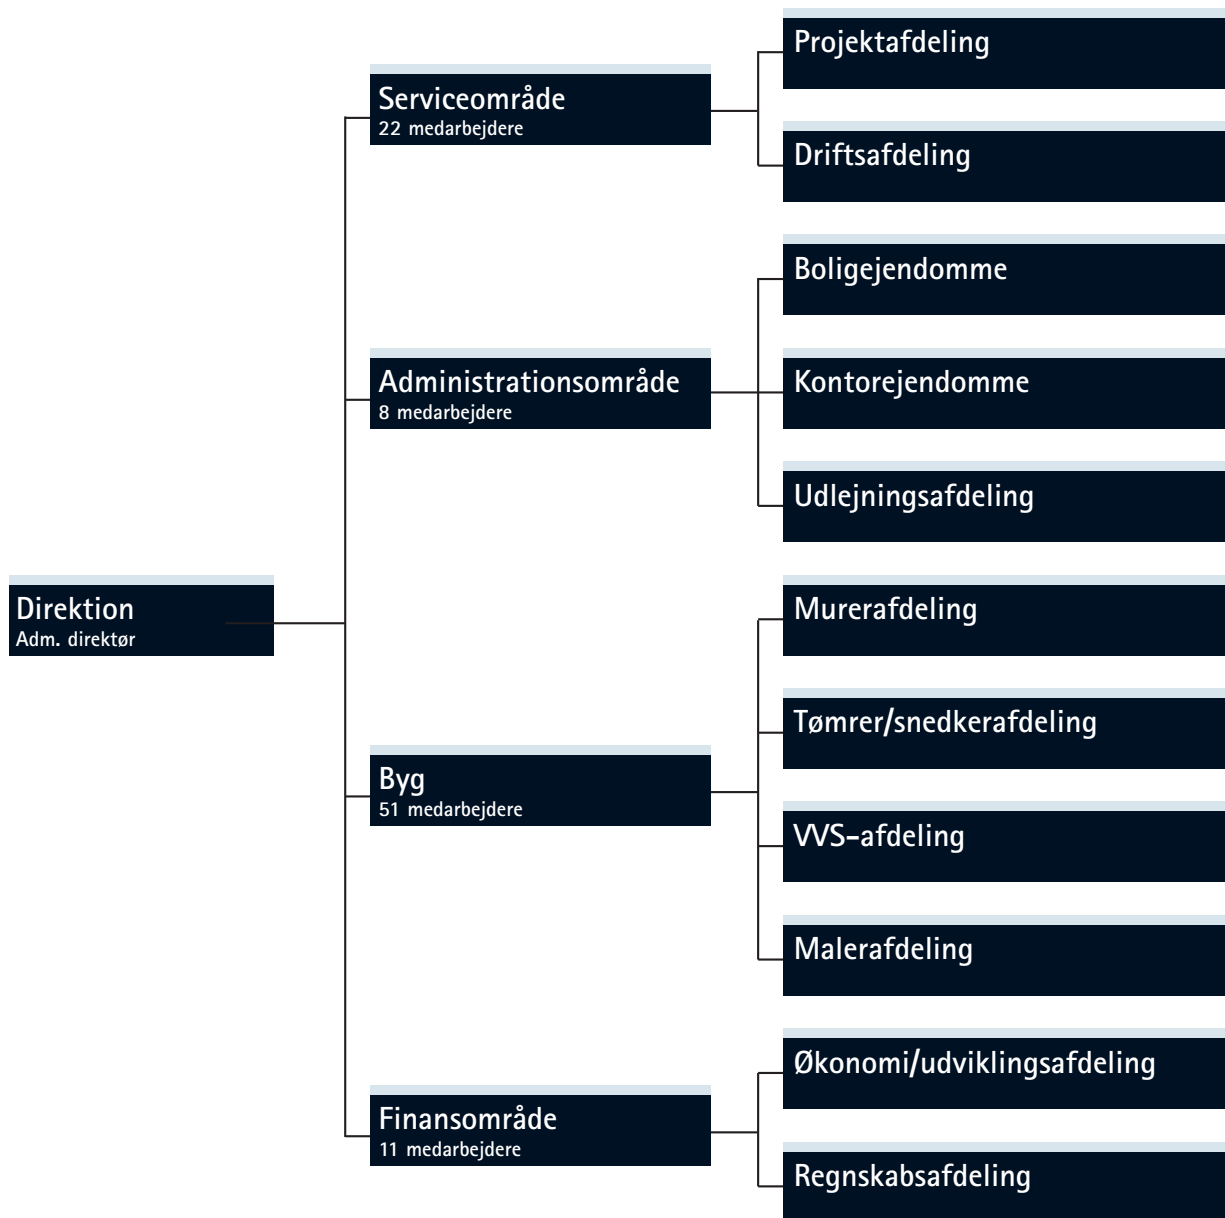 Direktion
Adm. direktør
Serviceområde
22 medarbejdere
Projektafdeling
Driftsafdeling
Administrationsområde
8 medarbejdere
Boligejendomme
Kontorejendomme
Udlejningsafdeling
Byg
51 medarbejdere
Murerafdeling
Tømrer/snedkerafdeling
VVS-afdeling
Malerafdeling
Finansområde
11 medarbejdere
Økonomi/udviklingsafdeling
Regnskabsafdeling